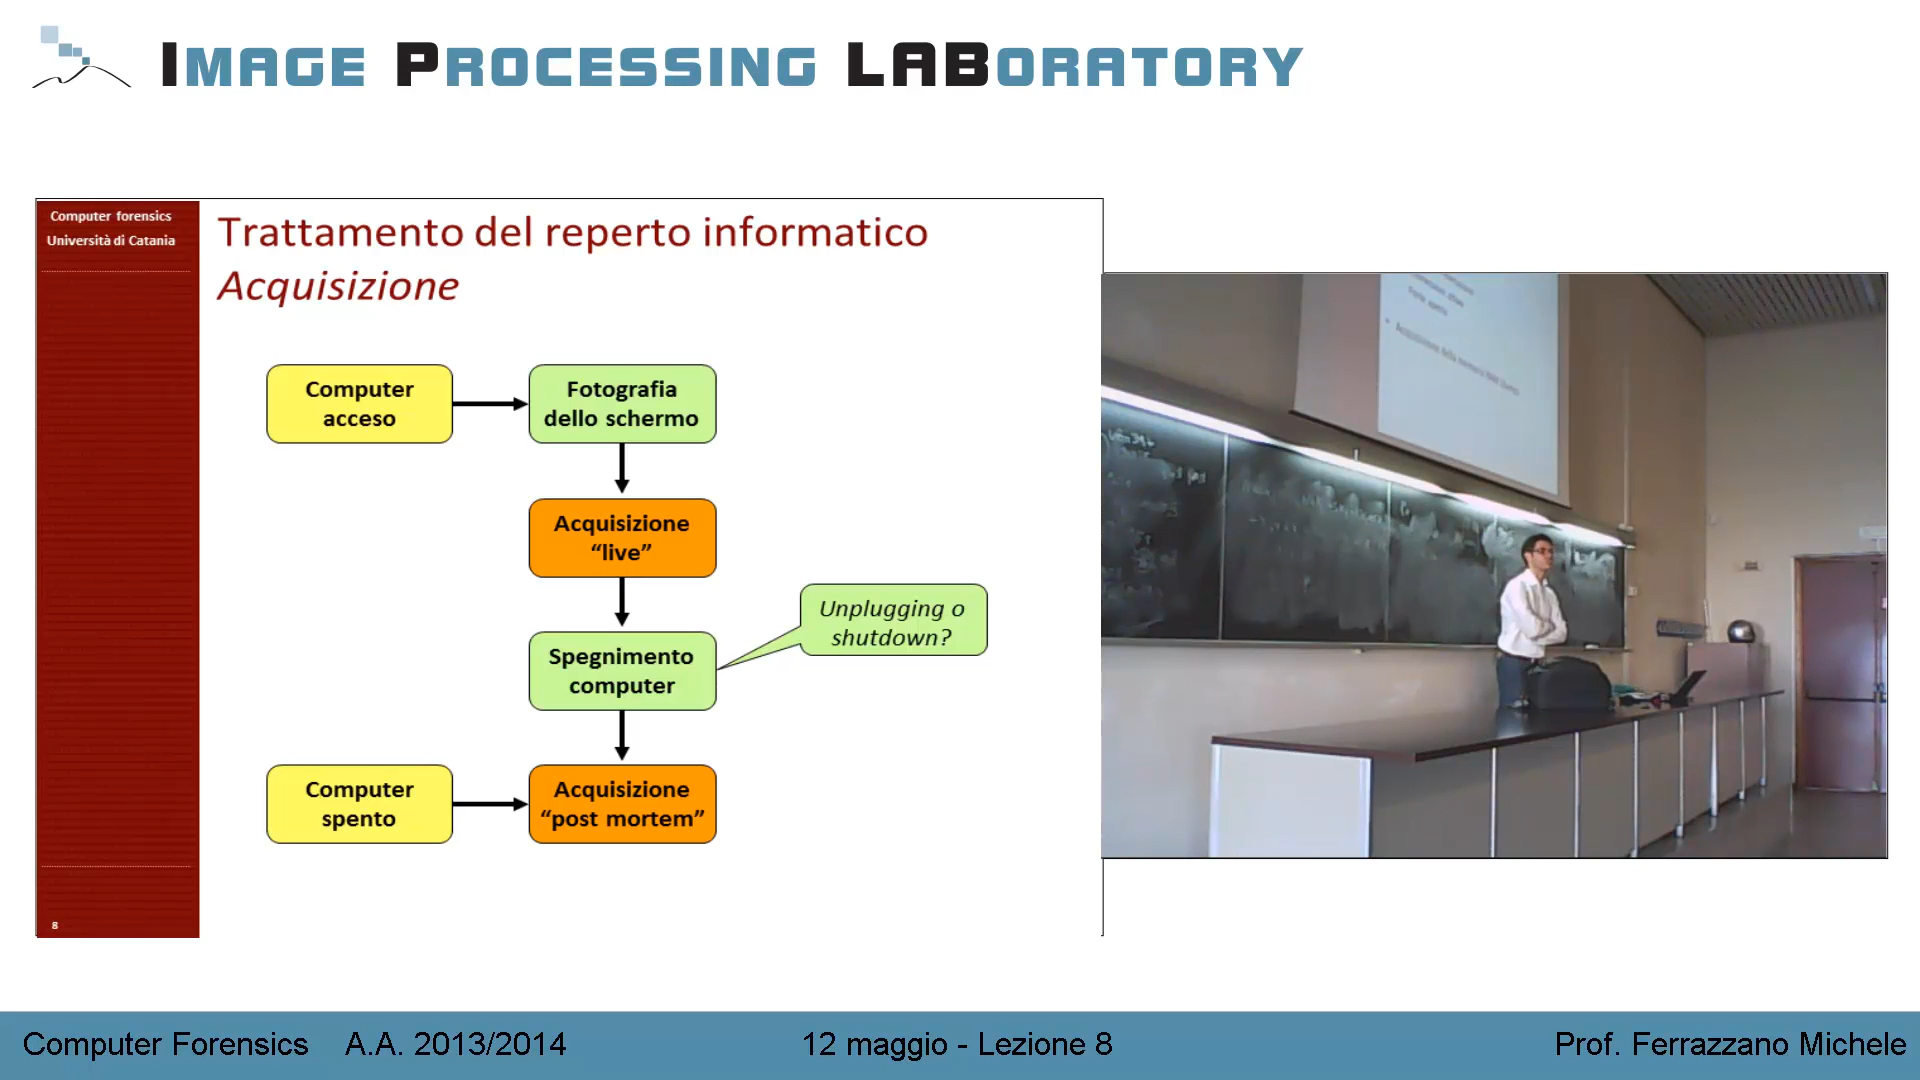 IMAGE PROCESSING LABORATORY
Computer forensics
Università di Catania
Trattamento del reperto informatico
Acquisizione
Computer
acceso
Fotografia
dello schermo
Acquisizione
“live”
Unplugging o
shutdown?
Spegnimento
computer
Computer
spento
Acquisizione
“post mortem”
8
Computer Forensics A.A. 2013/2014
12 maggio - Lezione 8
Prof. Ferrazzano Michele